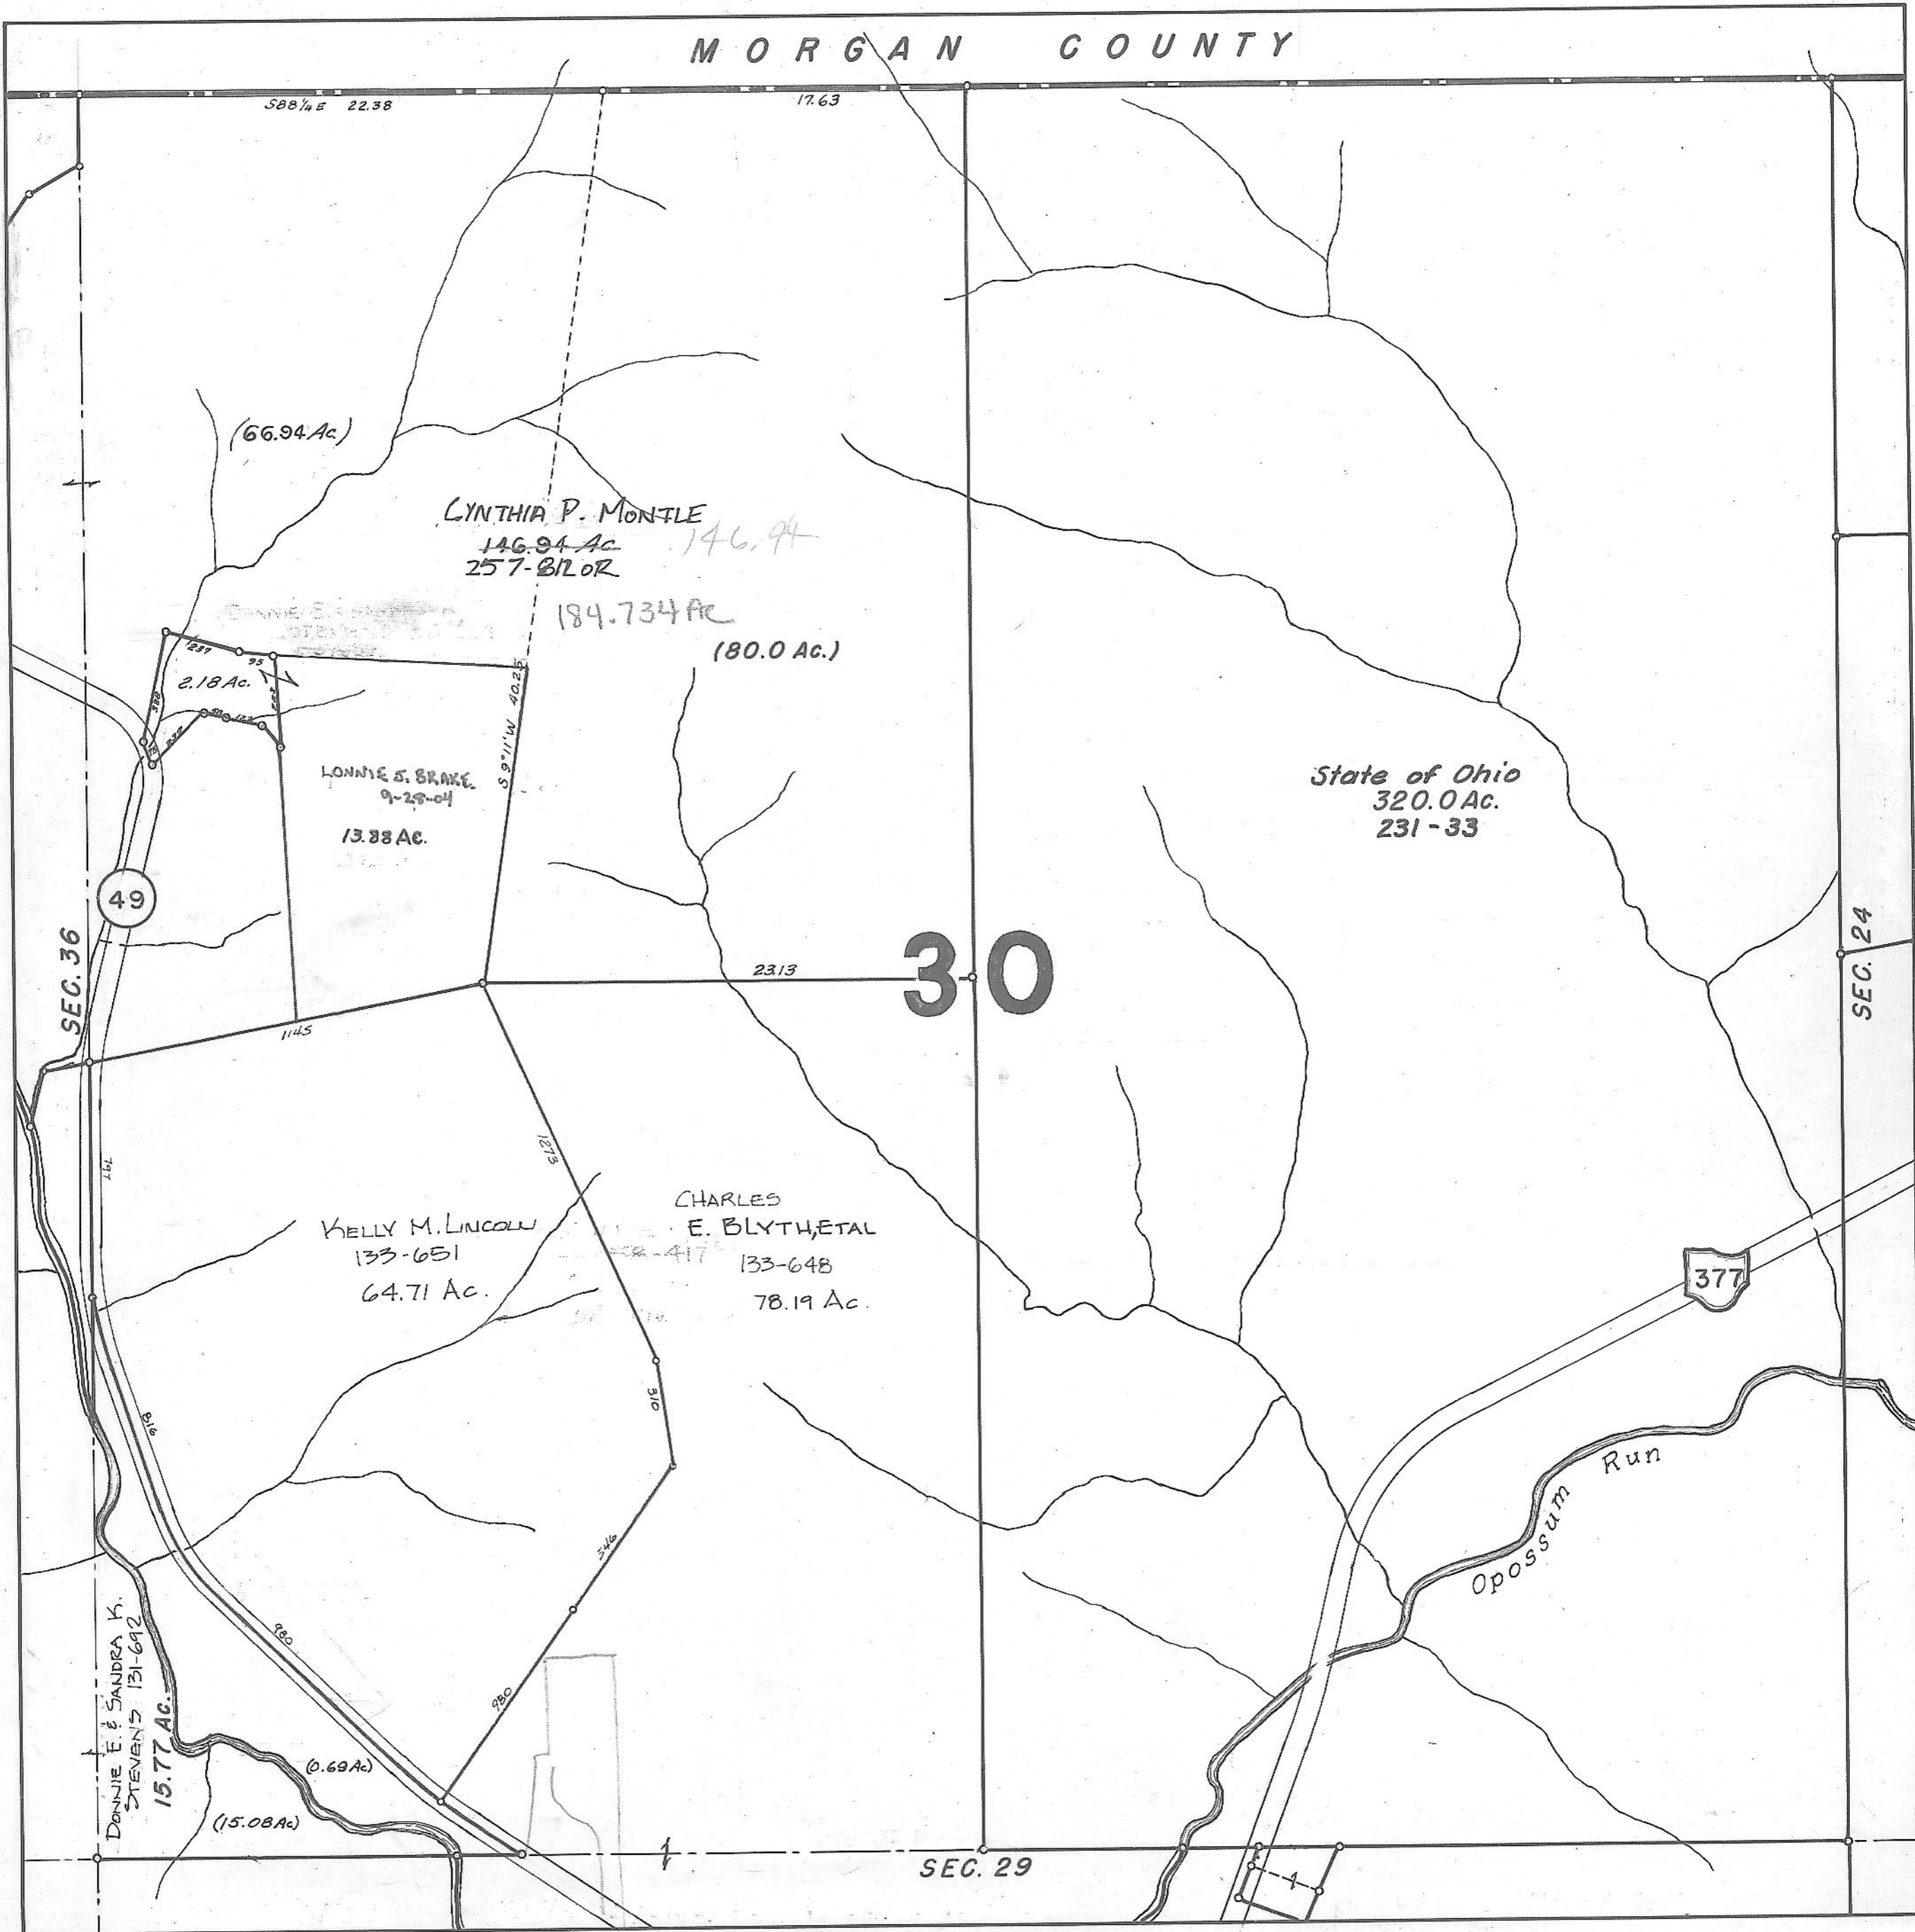 MORGAN COUNTY
S88¼E 22.38
17.63
(66.94 Ac.)
CYNTHIA P. MONTLE
146.94 Ac
146.94
257-812 OR
184.734 Ac
(80.0 Ac.)
237
95
2.18 Ac.
S 9°11'W 40.25
LONNIE J. BRAKE
9-28-04
13.88 AC.
State of Ohio
320.0 Ac.
231-33
49
SEC. 36
SEC. 24
30
23.13
1145
1273
797
KELLY M. LINCOLN
133-651
64.71 Ac.
CHARLES
E. BLYTH, ETAL
133-648
78.19 Ac.
377
310
816
546
Opossum Run
980
980
DONNIE E. & SANDRA K.
STEVENS 131-692
15.77 AC.
(0.69 Ac)
(15.08 Ac)
SEC. 29